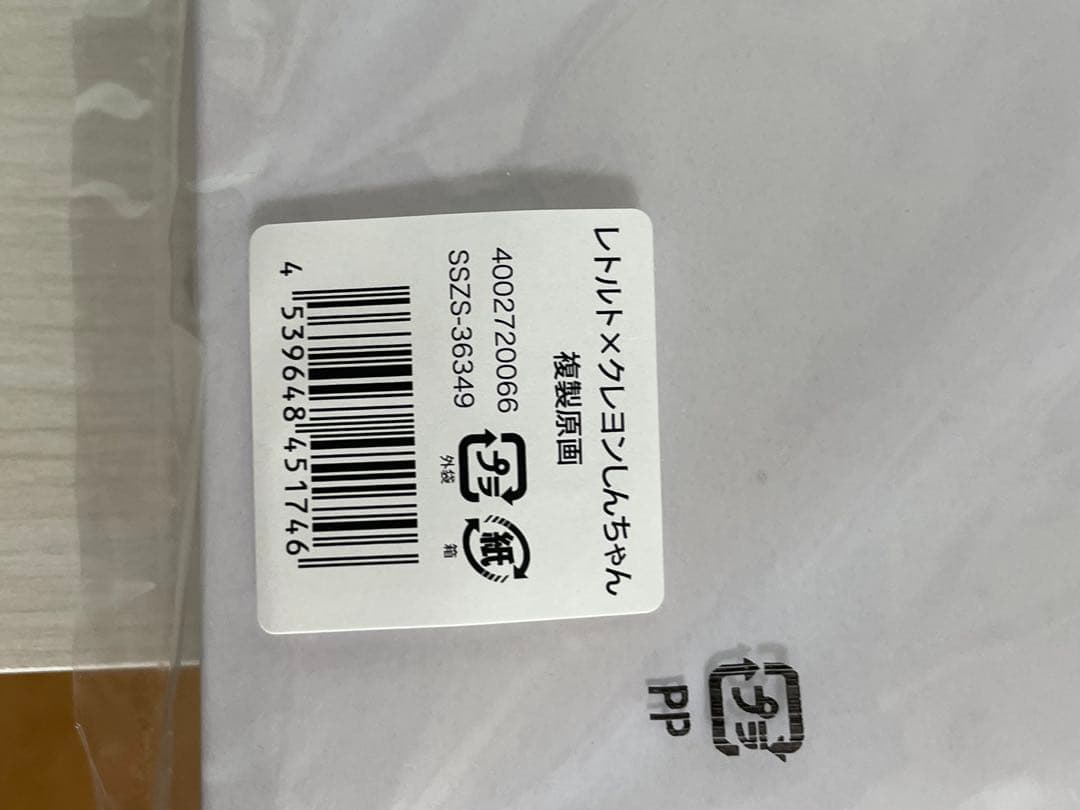 レトルト×クレヨンしんちゃん
複製原画
4002720066
SSZS-36349
プラ
外袋
紙
箱
4 539648 451746
プラ
PP